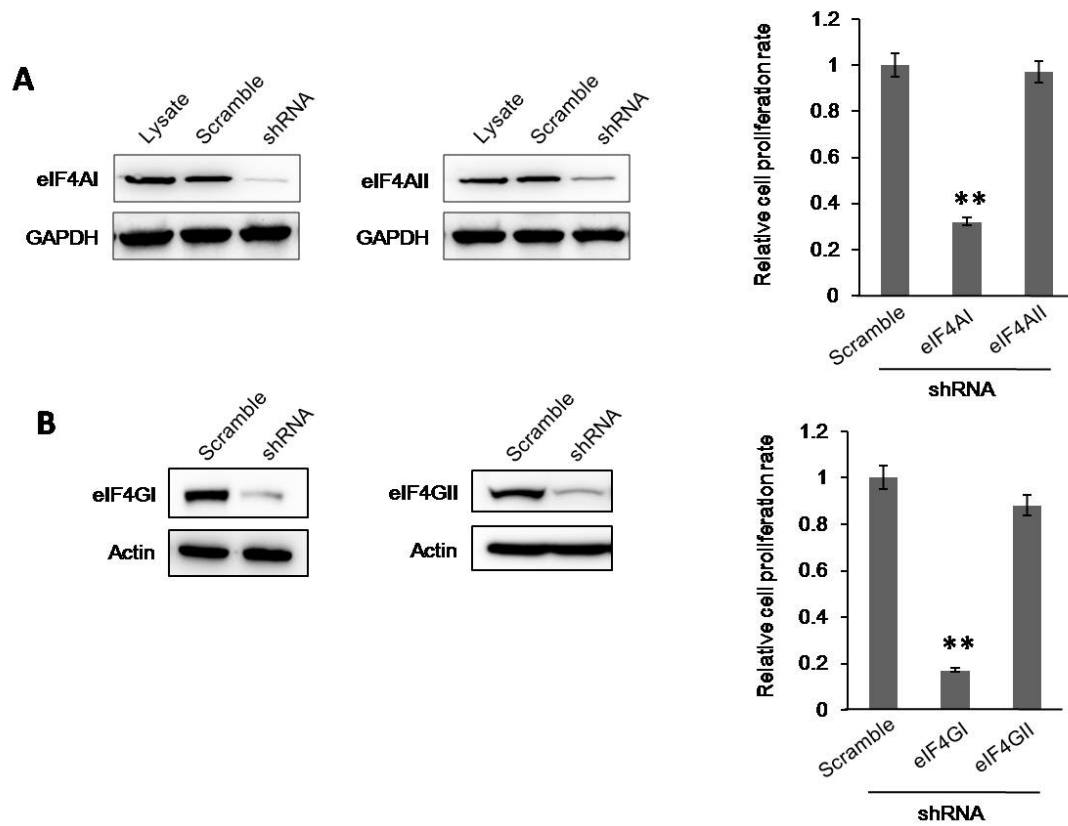 A
Lysate
Scramble
shRNA
eIF4AI
GAPDH
Lysate
Scramble
shRNA
eIF4AII
GAPDH
Relative cell proliferation rate
1.2
1
0.8
0.6
0.4
0.2
0
**
Scramble
eIF4AI
eIF4AII
shRNA
B
Scramble
shRNA
eIF4GI
Actin
Scramble
shRNA
eIF4GII
Actin
Relative cell proliferation rate
1.2
1
0.8
0.6
0.4
0.2
0
**
Scramble
eIF4GI
eIF4GII
shRNA